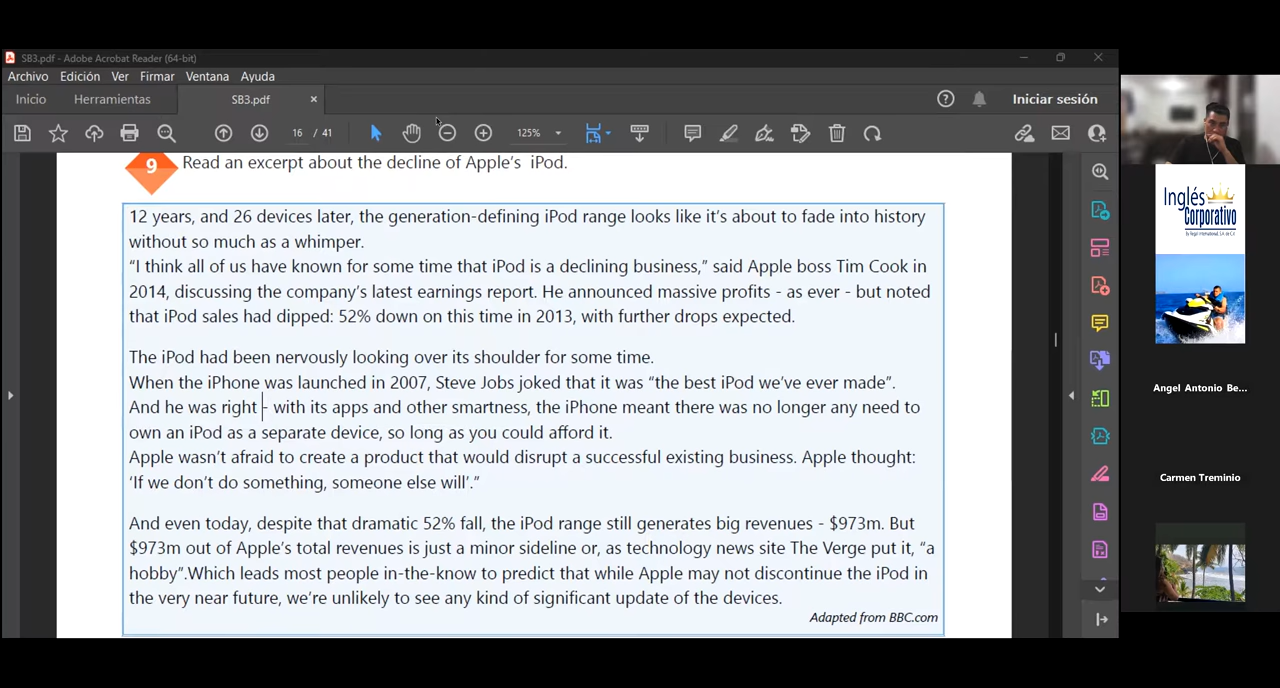 SB3.pdf - Adobe Acrobat Reader (64-bit)
Archivo Edición Ver Firmar Ventana Ayuda
Inicio Herramientas SB3.pdf × Iniciar sesión
16 / 41 125%
9 Read an excerpt about the decline of Apple's iPod.
12 years, and 26 devices later, the generation-defining iPod range looks like it's about to fade into history
without so much as a whimper.
“I think all of us have known for some time that iPod is a declining business,” said Apple boss Tim Cook in
2014, discussing the company's latest earnings report. He announced massive profits - as ever - but noted
that iPod sales had dipped: 52% down on this time in 2013, with further drops expected.
The iPod had been nervously looking over its shoulder for some time.
When the iPhone was launched in 2007, Steve Jobs joked that it was “the best iPod we've ever made”.
And he was right - with its apps and other smartness, the iPhone meant there was no longer any need to
own an iPod as a separate device, so long as you could afford it.
Apple wasn't afraid to create a product that would disrupt a successful existing business. Apple thought:
‘If we don't do something, someone else will’.”
And even today, despite that dramatic 52% fall, the iPod range still generates big revenues - $973m. But
$973m out of Apple's total revenues is just a minor sideline or, as technology news site The Verge put it, “a
hobby”.Which leads most people in-the-know to predict that while Apple may not discontinue the iPod in
the very near future, we're unlikely to see any kind of significant update of the devices.
Adapted from BBC.com
Inglés
Corporativo
Angel Antonio Be...
Carmen Treminio